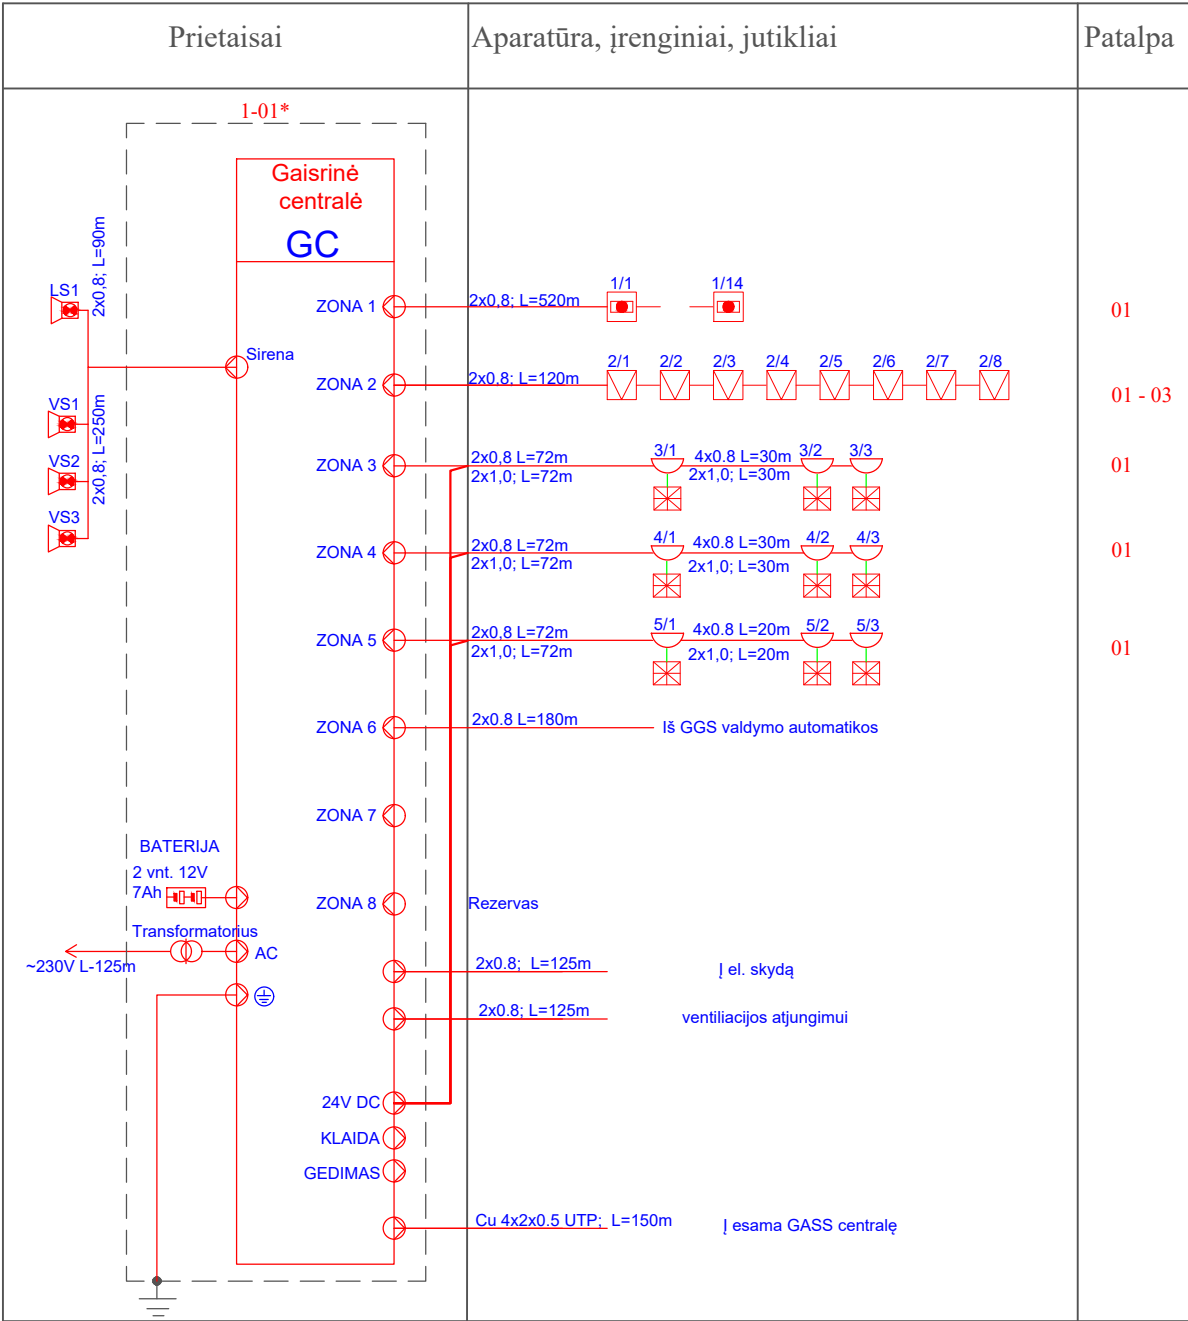 Prietaisai
Aparatūra, įrenginiai, jutikliai
Patalpa
1-01*
Gaisrinė
centralė
GC
LS1
2x0,8; L=90m
Sirena
VS1
VS2
VS3
2x0,8; L=250m
ZONA 1
2x0,8; L=520m
1/1
1/14
01
ZONA 2
2x0.8; L=120m
2/1
2/2
2/3
2/4
2/5
2/6
2/7
2/8
01 - 03
ZONA 3
2x0,8 L=72m
2x1,0; L=72m
3/1
4x0.8 L=30m
2x1,0; L=30m
3/2
3/3
01
ZONA 4
2x0,8 L=72m
2x1,0; L=72m
4/1
4x0.8 L=30m
2x1,0; L=30m
4/2
4/3
01
ZONA 5
2x0,8 L=72m
2x1,0; L=72m
5/1
4x0.8 L=20m
2x1,0; L=20m
5/2
5/3
01
ZONA 6
2x0.8 L=180m
Iš GGS valdymo automatikos
ZONA 7
BATERIJA
2 vnt. 12V
7Ah
ZONA 8
Rezervas
Transformatorius
AC
~230V L-125m
2x0.8; L=125m
Į el. skydą
2x0.8; L=125m
ventiliacijos atjungimui
24V DC
KLAIDA
GEDIMAS
Cu 4x2x0.5 UTP; L=150m
Į esama GASS centralę